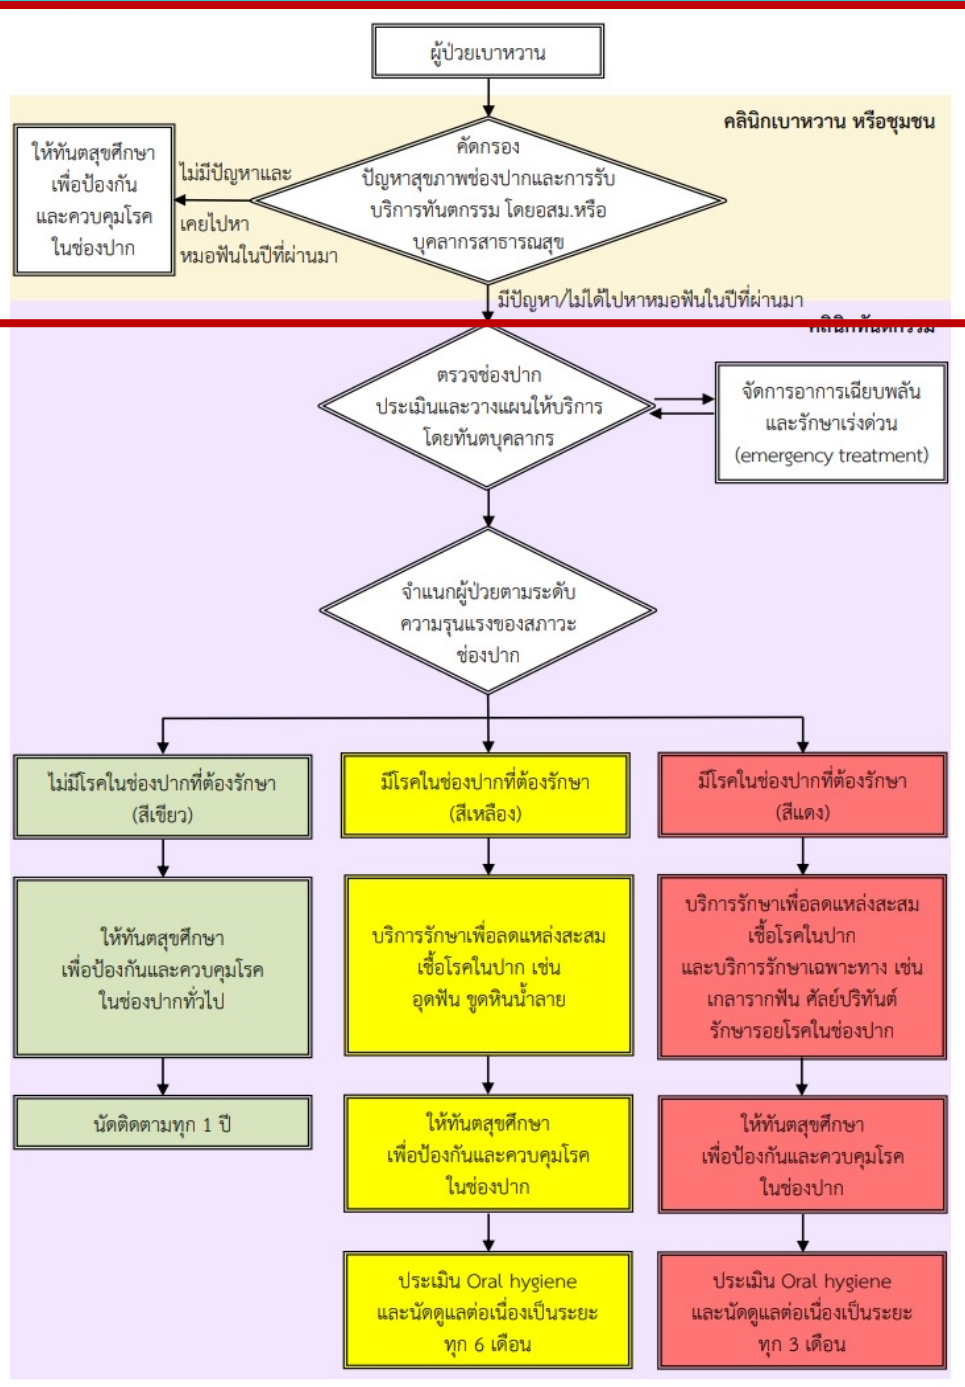 ผู้ป่วยเบาหวาน
คลินิกเบาหวาน หรือชุมชน
คัดกรอง
ปัญหาสุขภาพช่องปากและการรับ
บริการทันตกรรม โดยอสม.หรือ
บุคลากรสาธารณสุข
ไม่มีปัญหาและ
เคยไปหา
หมอฟันในปีที่ผ่านมา
ให้ทันตสุขศึกษา
เพื่อป้องกัน
และควบคุมโรค
ในช่องปาก
มีปัญหา/ไม่ได้ไปหาหมอฟันในปีที่ผ่านมา
คลินิกทันตกรรม
ตรวจช่องปาก
ประเมินและวางแผนให้บริการ
โดยทันตบุคลากร
จัดการอาการเฉียบพลัน
และรักษาเร่งด่วน
(emergency treatment)
จำแนกผู้ป่วยตามระดับ
ความรุนแรงของสภาวะ
ช่องปาก
ไม่มีโรคในช่องปากที่ต้องรักษา
(สีเขียว)
ให้ทันตสุขศึกษา
เพื่อป้องกันและควบคุมโรค
ในช่องปากทั่วไป
นัดติดตามทุก 1 ปี
มีโรคในช่องปากที่ต้องรักษา
(สีเหลือง)
บริการรักษาเพื่อลดแหล่งสะสม
เชื้อโรคในปาก เช่น
อุดฟัน ขูดหินน้ำลาย
ให้ทันตสุขศึกษา
เพื่อป้องกันและควบคุมโรค
ในช่องปาก
ประเมิน Oral hygiene
และนัดดูแลต่อเนื่องเป็นระยะ
ทุก 6 เดือน
มีโรคในช่องปากที่ต้องรักษา
(สีแดง)
บริการรักษาเพื่อลดแหล่งสะสม
เชื้อโรคในปาก
และบริการรักษาเฉพาะทาง เช่น
เกลารากฟัน ศัลย์ปริทันต์
รักษารอยโรคในช่องปาก
ให้ทันตสุขศึกษา
เพื่อป้องกันและควบคุมโรค
ในช่องปาก
ประเมิน Oral hygiene
และนัดดูแลต่อเนื่องเป็นระยะ
ทุก 3 เดือน